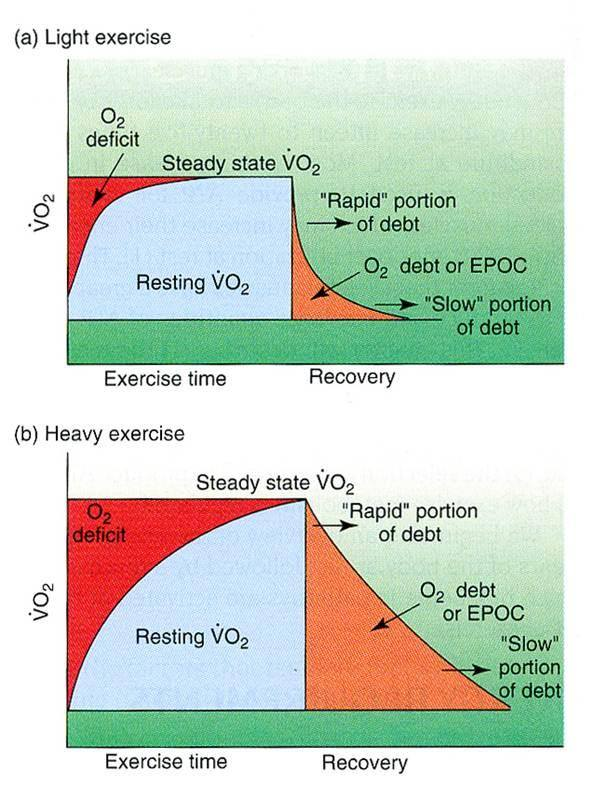 (a) Light exercise
O₂
deficit
Steady state V̇O₂
"Rapid" portion
of debt
V̇O₂
O₂ debt or EPOC
Resting V̇O₂
"Slow" portion
of debt
Exercise time
Recovery
(b) Heavy exercise
Steady state V̇O₂
O₂
deficit
"Rapid" portion
of debt
V̇O₂
O₂ debt
or EPOC
Resting V̇O₂
"Slow"
portion
of debt
Exercise time
Recovery